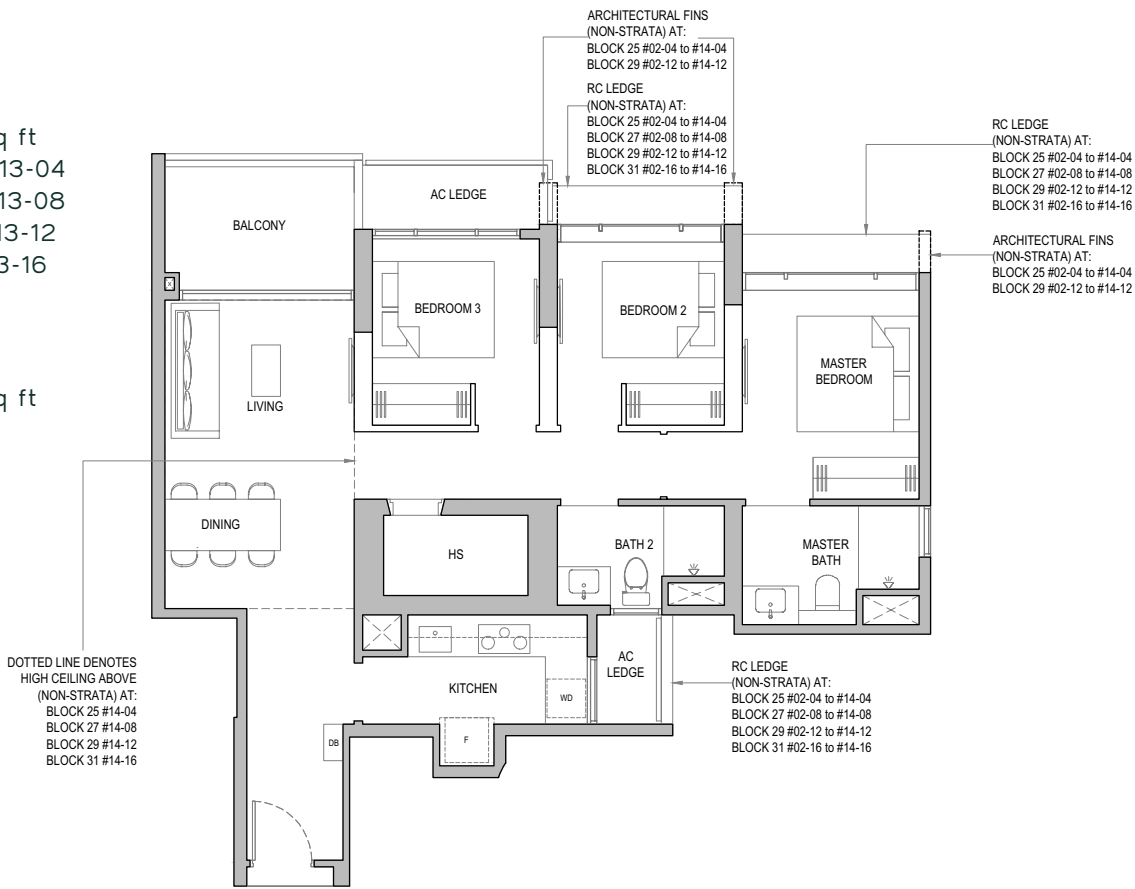 q ft
13-04
13-08
13-12
3-16
q ft
ARCHITECTURAL FINS
(NON-STRATA) AT:
BLOCK 25 #02-04 to #14-04
BLOCK 29 #02-12 to #14-12
RC LEDGE
(NON-STRATA) AT:
BLOCK 25 #02-04 to #14-04
BLOCK 27 #02-08 to #14-08
BLOCK 29 #02-12 to #14-12
BLOCK 31 #02-16 to #14-16
RC LEDGE
(NON-STRATA) AT:
BLOCK 25 #02-04 to #14-04
BLOCK 27 #02-08 to #14-08
BLOCK 29 #02-12 to #14-12
BLOCK 31 #02-16 to #14-16
ARCHITECTURAL FINS
(NON-STRATA) AT:
BLOCK 25 #02-04 to #14-04
BLOCK 29 #02-12 to #14-12
AC LEDGE
BALCONY
BEDROOM 3
BEDROOM 2
MASTER
BEDROOM
LIVING
DINING
HS
BATH 2
MASTER
BATH
DOTTED LINE DENOTES
HIGH CEILING ABOVE
(NON-STRATA) AT:
BLOCK 25 #14-04
BLOCK 27 #14-08
BLOCK 29 #14-12
BLOCK 31 #14-16
KITCHEN
WD
AC
LEDGE
F
DB
RC LEDGE
(NON-STRATA) AT:
BLOCK 25 #02-04 to #14-04
BLOCK 27 #02-08 to #14-08
BLOCK 29 #02-12 to #14-12
BLOCK 31 #02-16 to #14-16